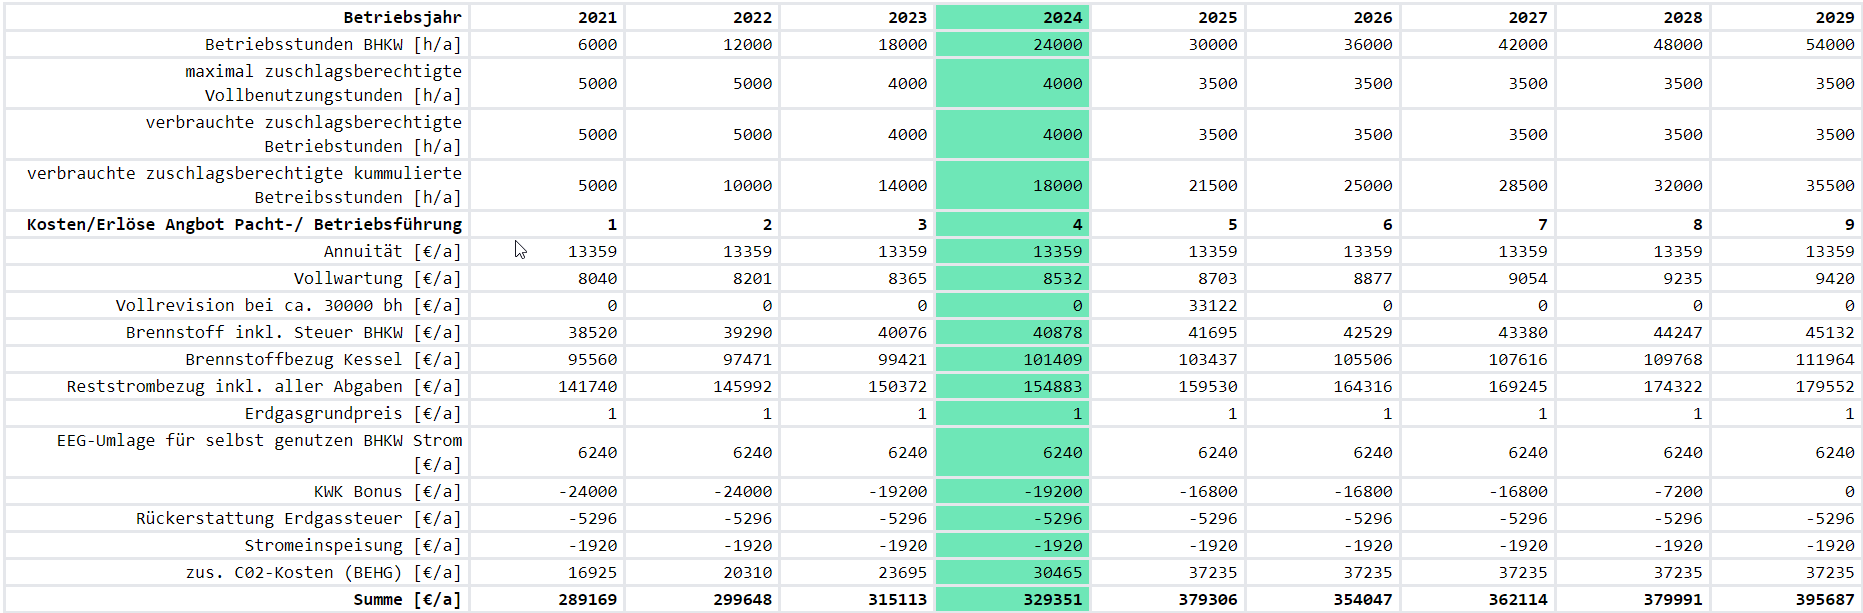 Betriebsjahr 2021 2022 2023 2024 2025 2026 2027 2028 2029
Betriebsstunden BHKW [h/a] 6000 12000 18000 24000 30000 36000 42000 48000 54000
maximal zuschlagsberechtigte
Vollbenutzungstunden [h/a] 5000 5000 4000 4000 3500 3500 3500 3500 3500
verbrauchte zuschlagsberechtigte
Betriebstunden [h/a] 5000 5000 4000 4000 3500 3500 3500 3500 3500
verbrauchte zuschlagsberechtigte kummulierte
Betreibsstunden [h/a] 5000 10000 14000 18000 21500 25000 28500 32000 35500
Kosten/Erlöse Angbot Pacht-/ Betriebsführung 1 2 3 4 5 6 7 8 9
Annuität [€/a] 13359 13359 13359 13359 13359 13359 13359 13359 13359
Vollwartung [€/a] 8040 8201 8365 8532 8703 8877 9054 9235 9420
Vollrevision bei ca. 30000 bh [€/a] 0 0 0 0 33122 0 0 0 0
Brennstoff inkl. Steuer BHKW [€/a] 38520 39290 40076 40878 41695 42529 43380 44247 45132
Brennstoffbezug Kessel [€/a] 95560 97471 99421 101409 103437 105506 107616 109768 111964
Reststrombezug inkl. aller Abgaben [€/a] 141740 145992 150372 154883 159530 164316 169245 174322 179552
Erdgasgrundpreis [€/a] 1 1 1 1 1 1 1 1 1
EEG-Umlage für selbst genutzen BHKW Strom
[€/a] 6240 6240 6240 6240 6240 6240 6240 6240 6240
KWK Bonus [€/a] -24000 -24000 -19200 -19200 -16800 -16800 -16800 -7200 0
Rückerstattung Erdgassteuer [€/a] -5296 -5296 -5296 -5296 -5296 -5296 -5296 -5296 -5296
Stromeinspeisung [€/a] -1920 -1920 -1920 -1920 -1920 -1920 -1920 -1920 -1920
zus. CO2-Kosten (BEHG) [€/a] 16925 20310 23695 30465 37235 37235 37235 37235 37235
Summe [€/a] 289169 299648 315113 329351 379306 354047 362114 379991 395687